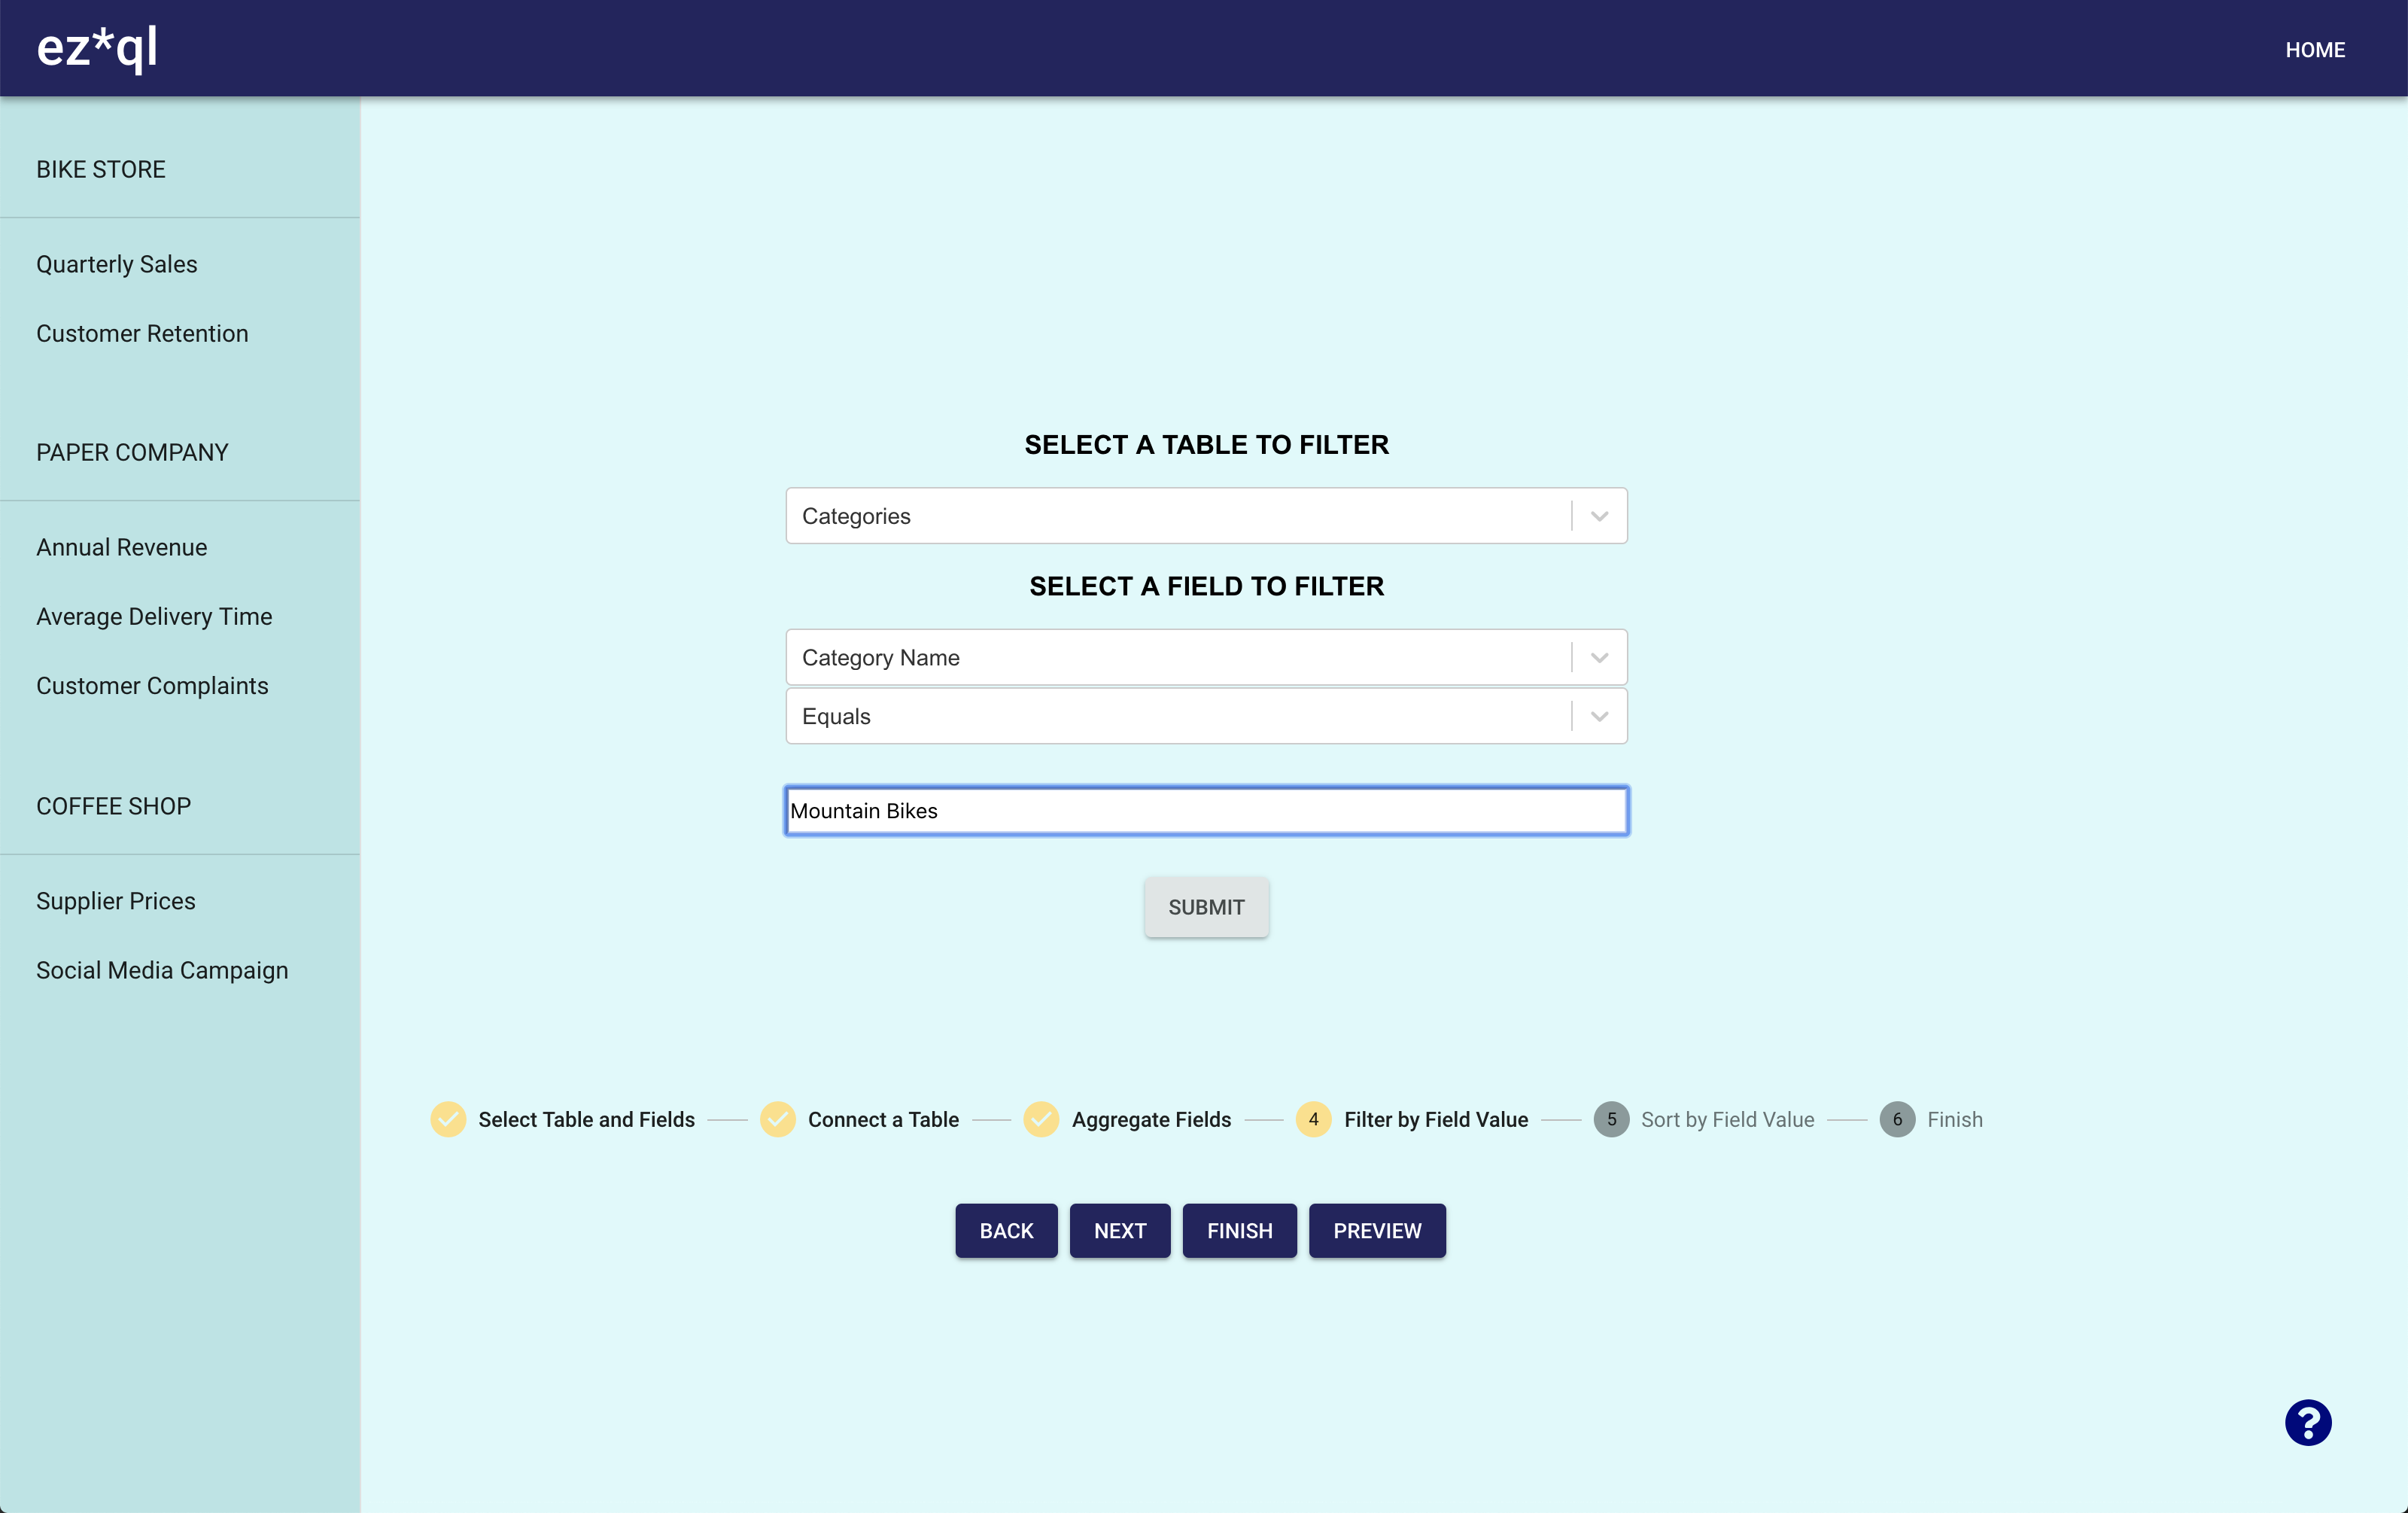 ez*ql
HOME
BIKE STORE
Quarterly Sales
Customer Retention
PAPER COMPANY
Annual Revenue
Average Delivery Time
Customer Complaints
COFFEE SHOP
Supplier Prices
Social Media Campaign
SELECT A TABLE TO FILTER
Categories
SELECT A FIELD TO FILTER
Category Name
Equals
Mountain Bikes
SUBMIT
Select Table and Fields Connect a Table Aggregate Fields 4 Filter by Field Value 5 Sort by Field Value 6 Finish
BACK NEXT FINISH PREVIEW
?